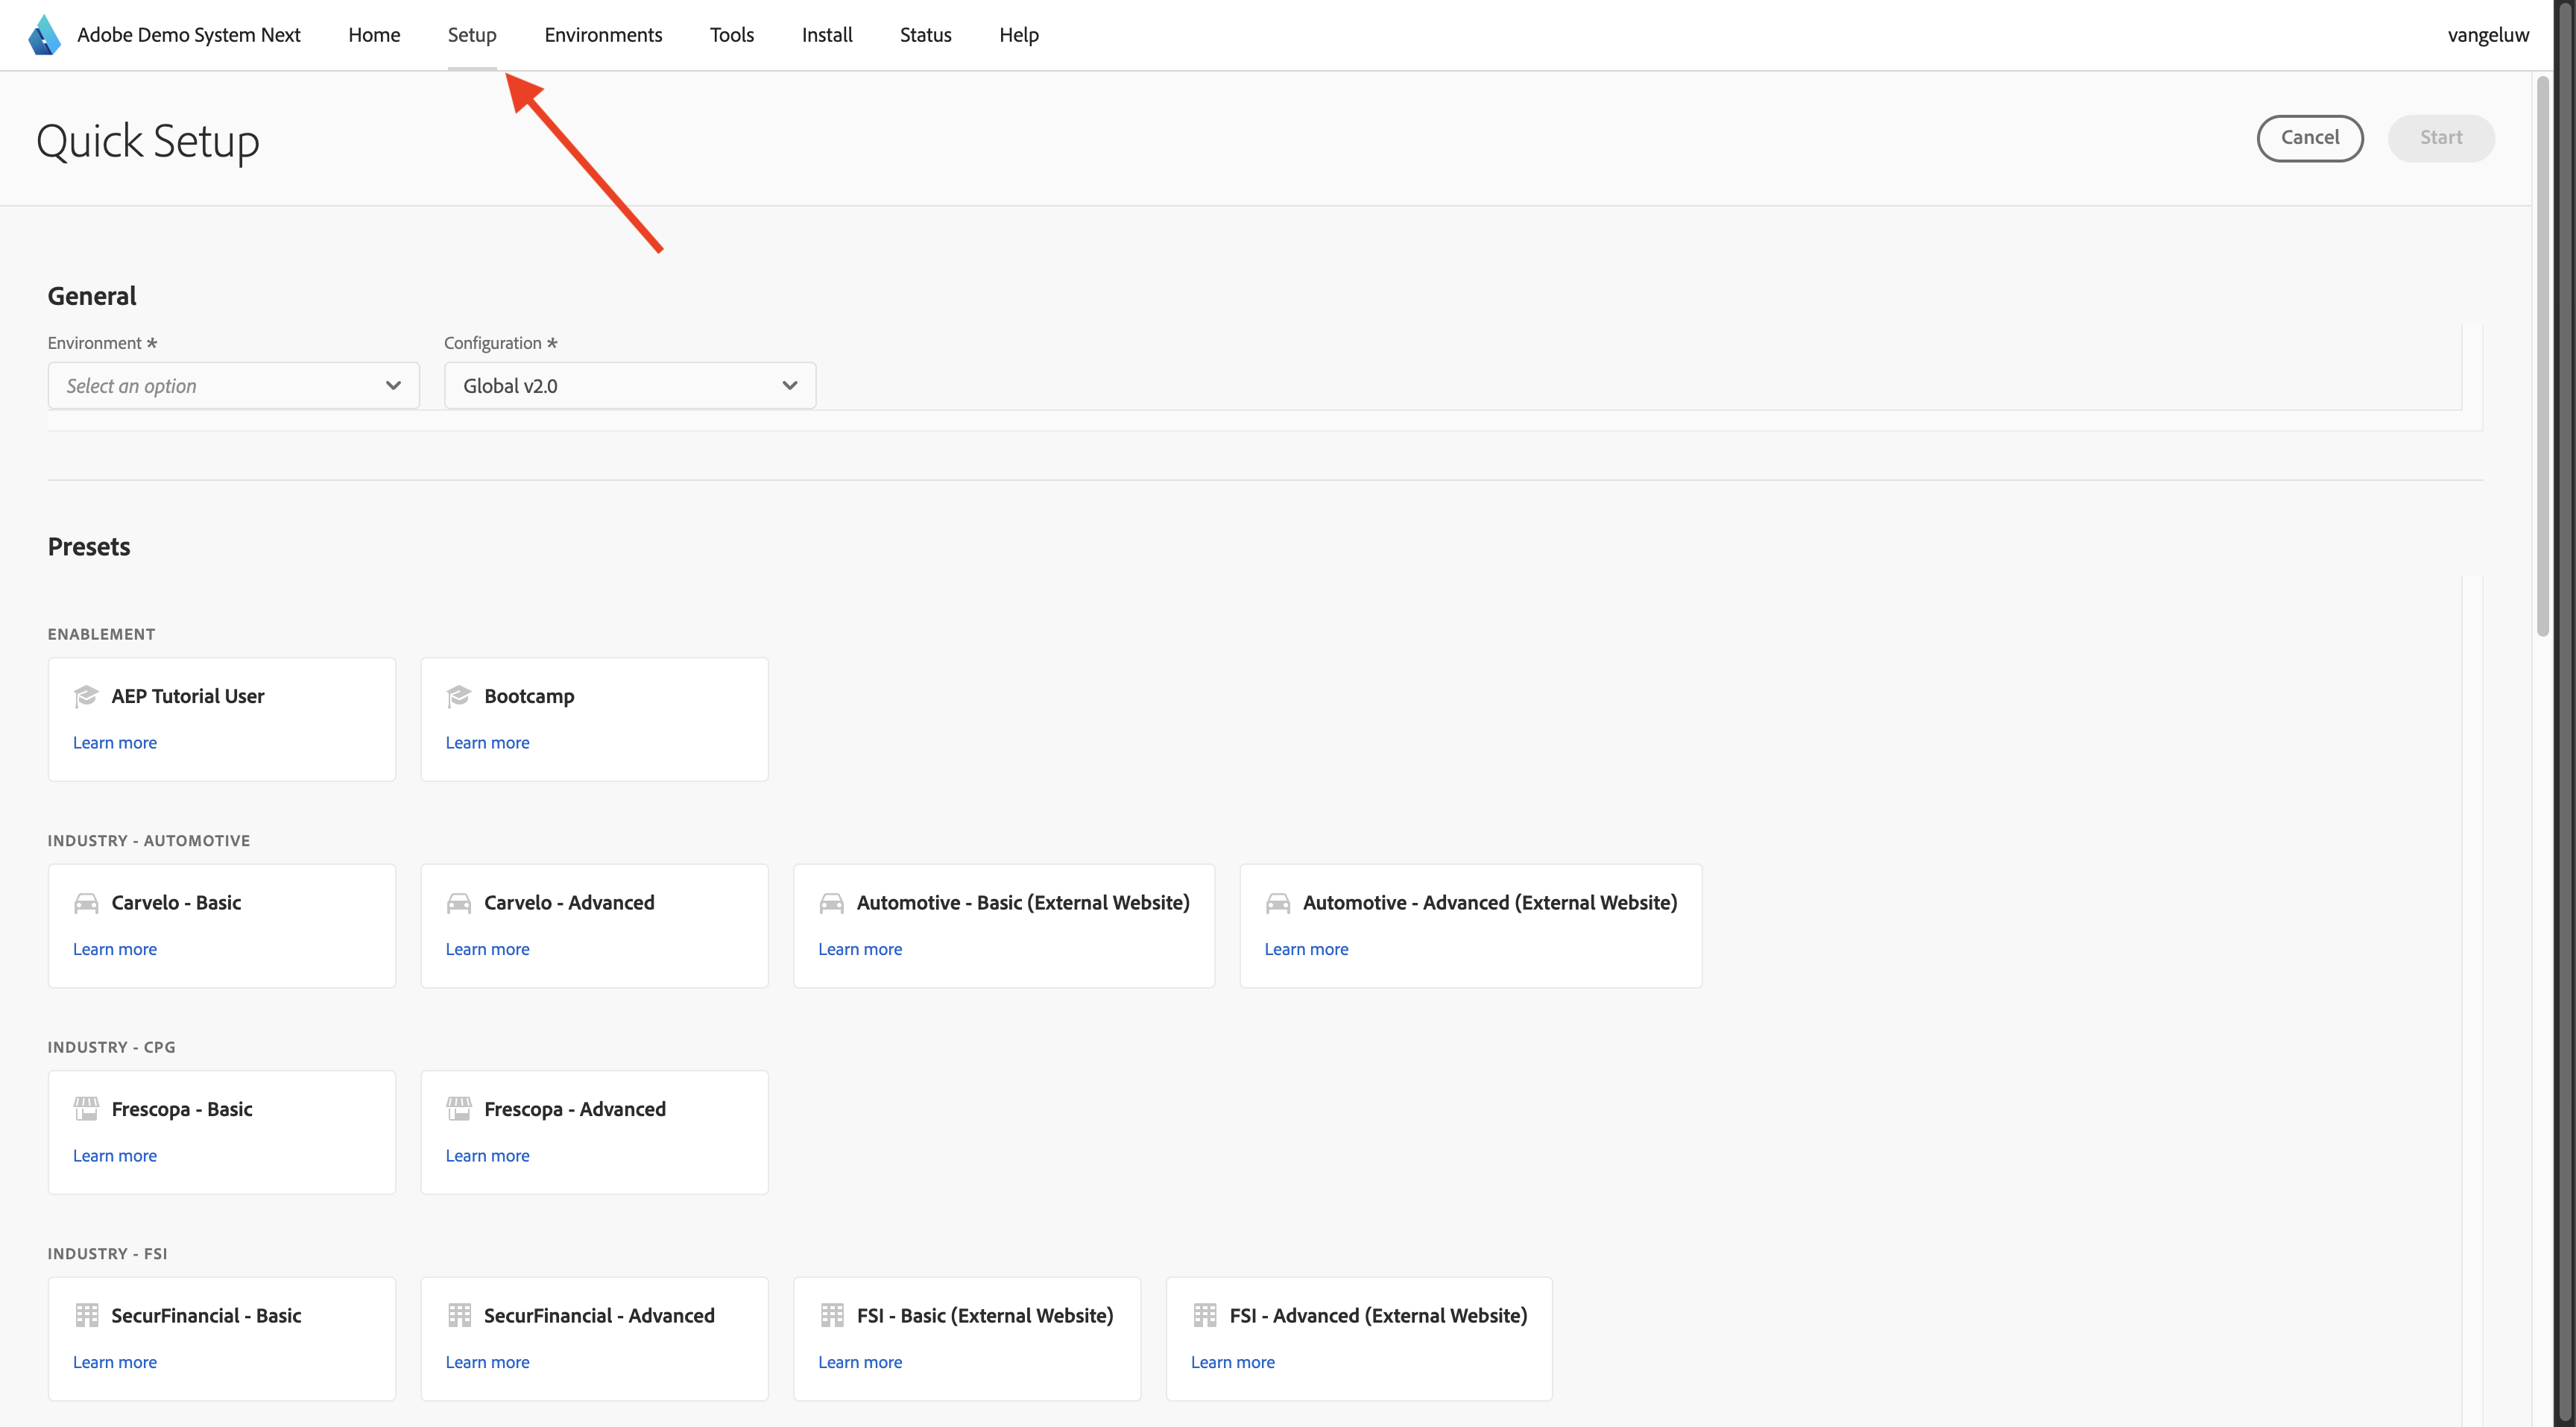 Adobe Demo System Next Home Setup Environments Tools Install Status Help vangeluw
Quick Setup Cancel Start
General
Environment * Configuration *
Select an option Global v2.0
Presets
ENABLEMENT
AEP Tutorial User Bootcamp
Learn more Learn more
INDUSTRY - AUTOMOTIVE
Carvelo - Basic Carvelo - Advanced Automotive - Basic (External Website) Automotive - Advanced (External Website)
Learn more Learn more Learn more Learn more
INDUSTRY - CPG
Frescopa - Basic Frescopa - Advanced
Learn more Learn more
INDUSTRY - FSI
SecurFinancial - Basic SecurFinancial - Advanced FSI - Basic (External Website) FSI - Advanced (External Website)
Learn more Learn more Learn more Learn more